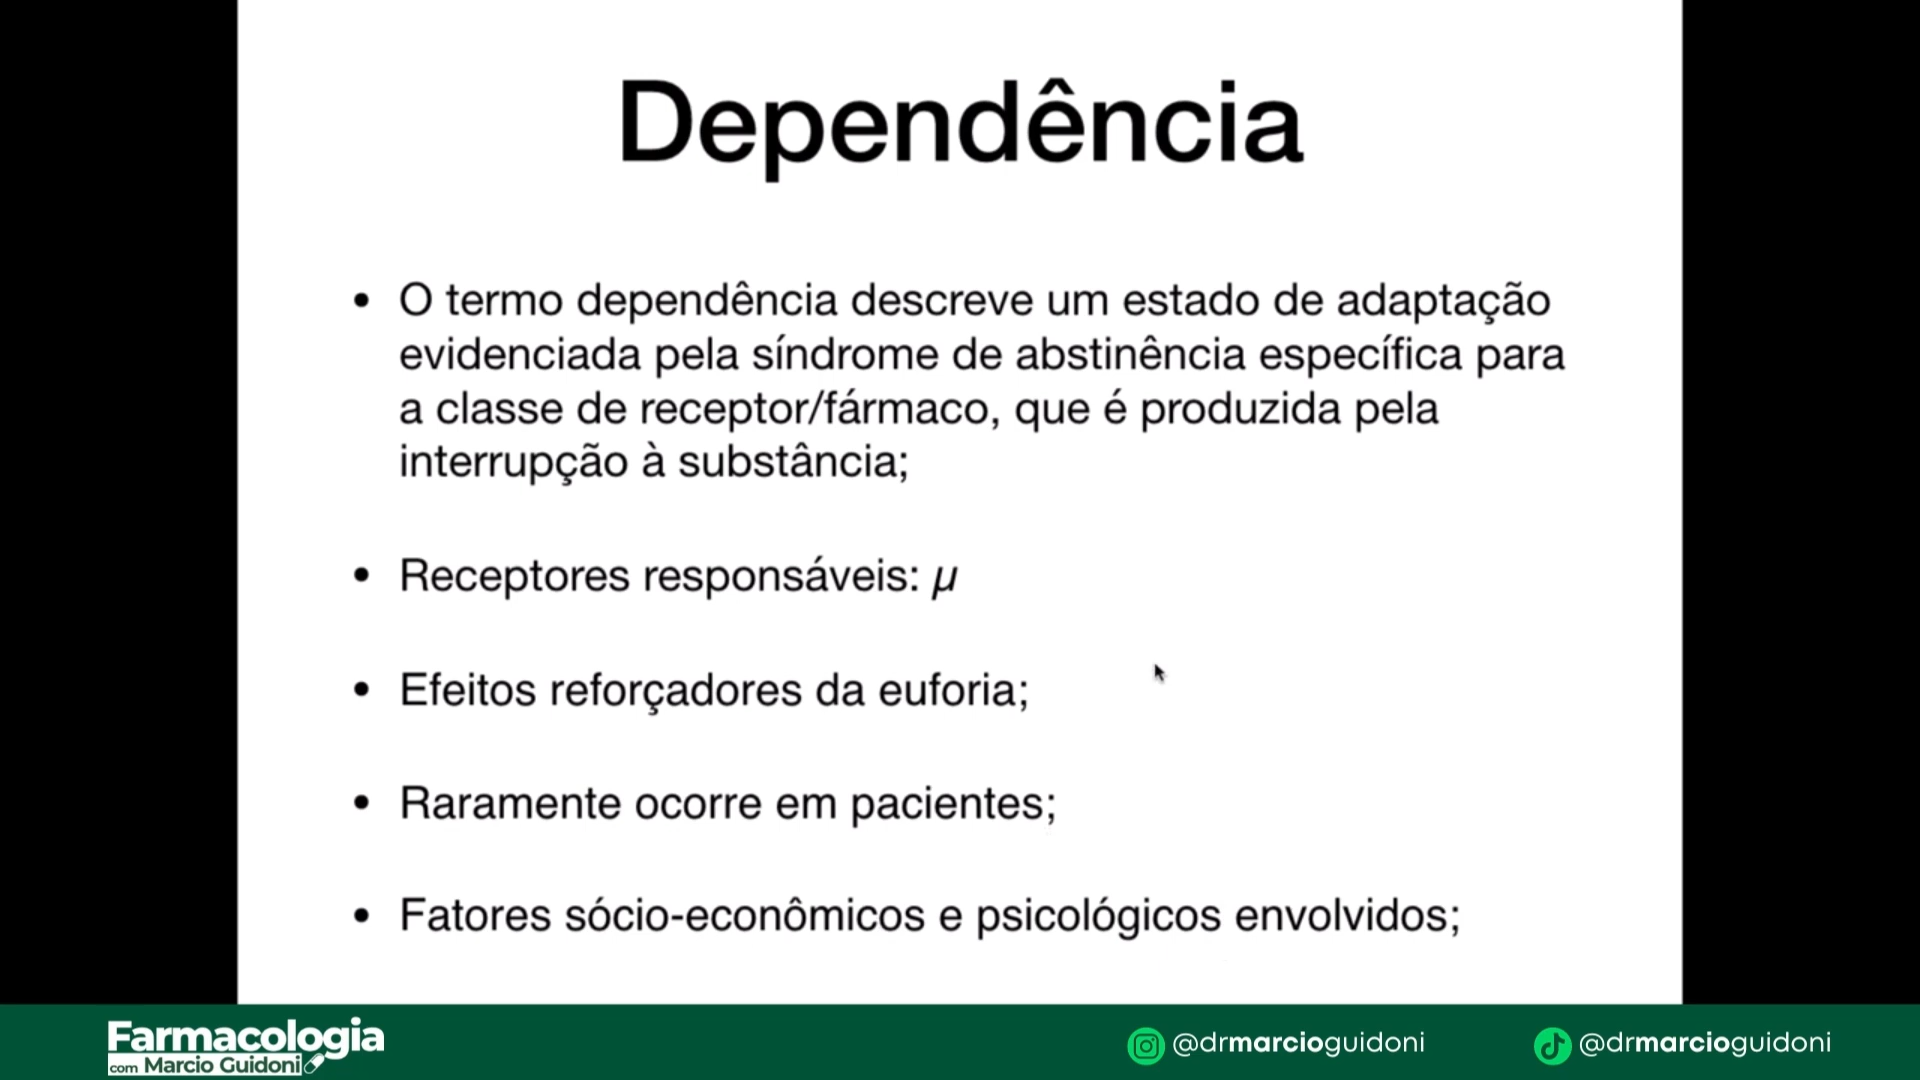 Dependência
• O termo dependência descreve um estado de adaptação
evidenciada pela síndrome de abstinência específica para
a classe de receptor/fármaco, que é produzida pela
interrupção à substância;
• Receptores responsáveis: μ
• Efeitos reforçadores da euforia;
• Raramente ocorre em pacientes;
• Fatores sócio-econômicos e psicológicos envolvidos;
Farmacologia
com Marcio Guidoni
@drmarcioguidoni
@drmarcioguidoni